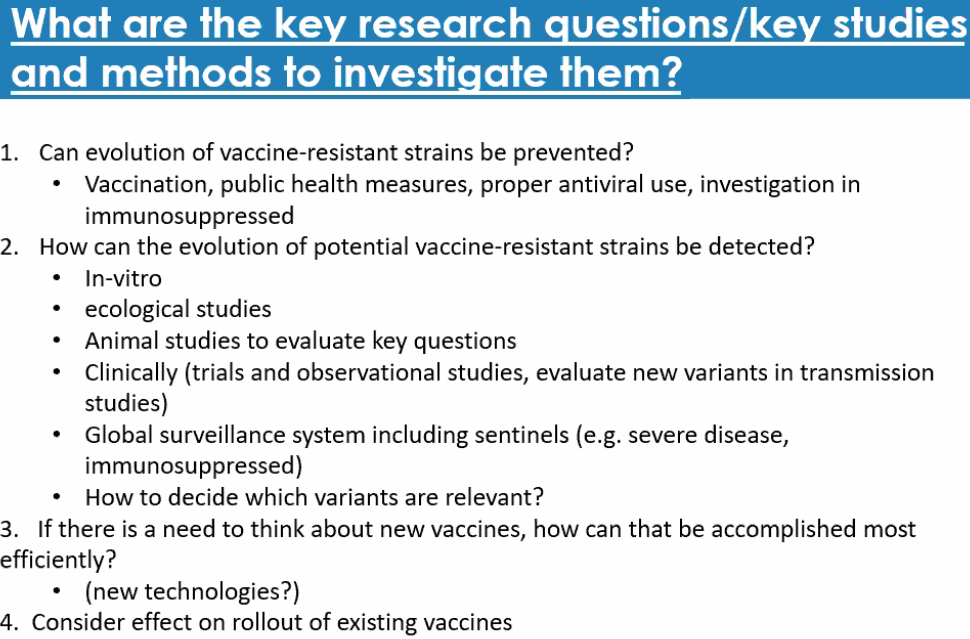 What are the key research questions/key studies
and methods to investigate them?
1. Can evolution of vaccine-resistant strains be prevented?
• Vaccination, public health measures, proper antiviral use, investigation in
immunosuppressed
2. How can the evolution of potential vaccine-resistant strains be detected?
• In-vitro
• ecological studies
• Animal studies to evaluate key questions
• Clinically (trials and observational studies, evaluate new variants in transmission
studies)
• Global surveillance system including sentinels (e.g. severe disease,
immunosuppressed)
• How to decide which variants are relevant?
3. If there is a need to think about new vaccines, how can that be accomplished most
efficiently?
• (new technologies?)
4. Consider effect on rollout of existing vaccines